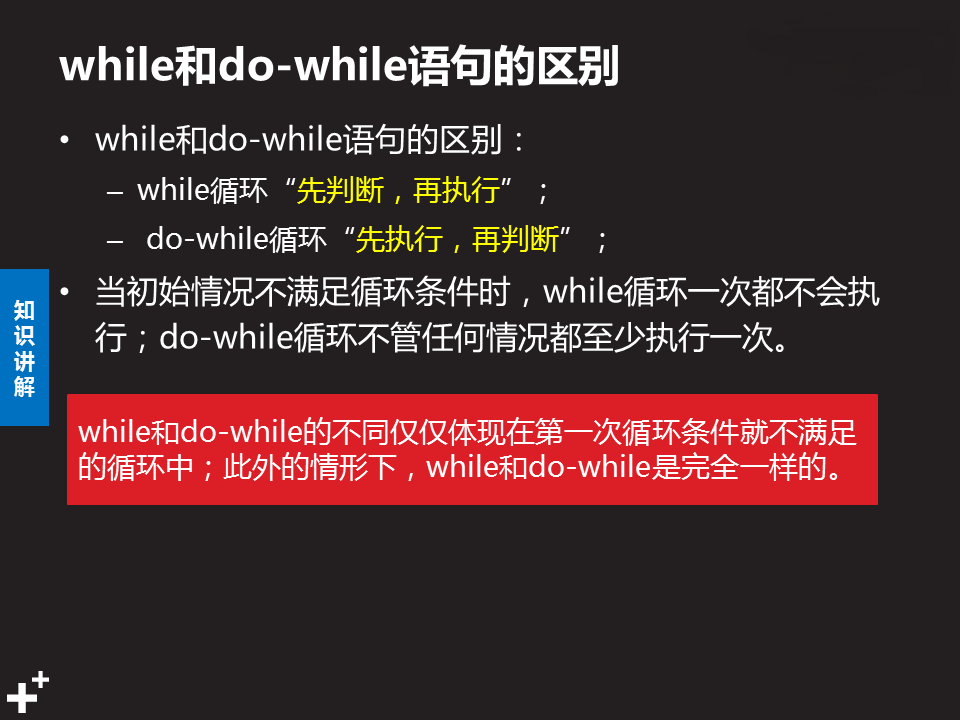 while和do-while语句的区别
• while和do-while语句的区别：
– while循环“先判断，再执行”；
– do-while循环“先执行，再判断”；
• 当初始情况不满足循环条件时，while循环一次都不会执
行；do-while循环不管任何情况都至少执行一次。
知
识
讲
解
while和do-while的不同仅仅体现在第一次循环条件就不满足
的循环中；此外的情形下，while和do-while是完全一样的。